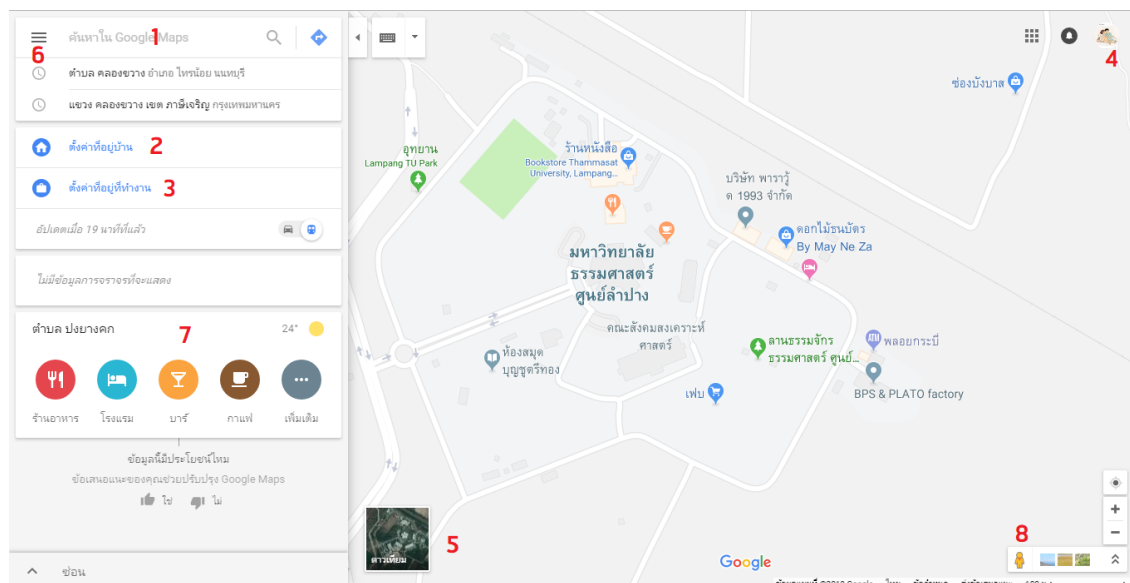 ค้นหาใน Google Maps
1
6
ตำบล คลองขวาง อำเภอ ไทรน้อย นนทบุรี
แขวง คลองขวาง เขต ภาษีเจริญ กรุงเทพมหานคร
ตั้งค่าที่อยู่บ้าน
2
ตั้งค่าที่อยู่ที่ทำงาน
3
อัปเดตเมื่อ 19 นาทีที่แล้ว
ไม่มีข้อมูลการจราจรที่จะแสดง
ตำบล ปงยางคก
7
24°
ร้านอาหาร
โรงแรม
บาร์
กาแฟ
เพิ่มเติม
ข้อมูลนี้มีประโยชน์ไหม
ข้อเสนอแนะของคุณช่วยปรับปรุง Google Maps
ใช่
ไม่
ซ่อน
4
ช่องบังบาส
อุทยาน
Lampang TU Park
ร้านหนังสือ
Bookstore Thammasat
University, Lampang...
บริษัท พาราวู้
ด 1993 จำกัด
ดอกไม้ธนบัตร
By May Ne Za
มหาวิทยาลัย
ธรรมศาสตร์
ศูนย์ลำปาง
คณะสังคมสงเคราะห์
ศาสตร์
ห้องสมุด
บุญชูตรีทอง
ลานธรรมจักร
ธรรมศาสตร์ ศูนย์...
ATM
พลอยกระบี่
BPS & PLATO factory
เฟบ
ดาวเทียม
5
Google
8